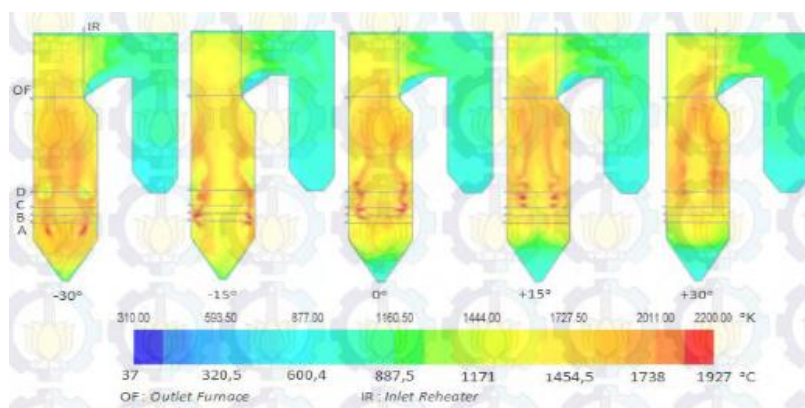 IR
OF
D
C
B
A
-30° -15° 0° +15° +30°
310.00 593.50 877.00 1160.50 1444.00 1727.50 2011.00 2200.00 °K
37 320,5 600,4 887,5 1171 1454,5 1738 1927 °C
OF : Outlet Furnace IR : Inlet Reheater